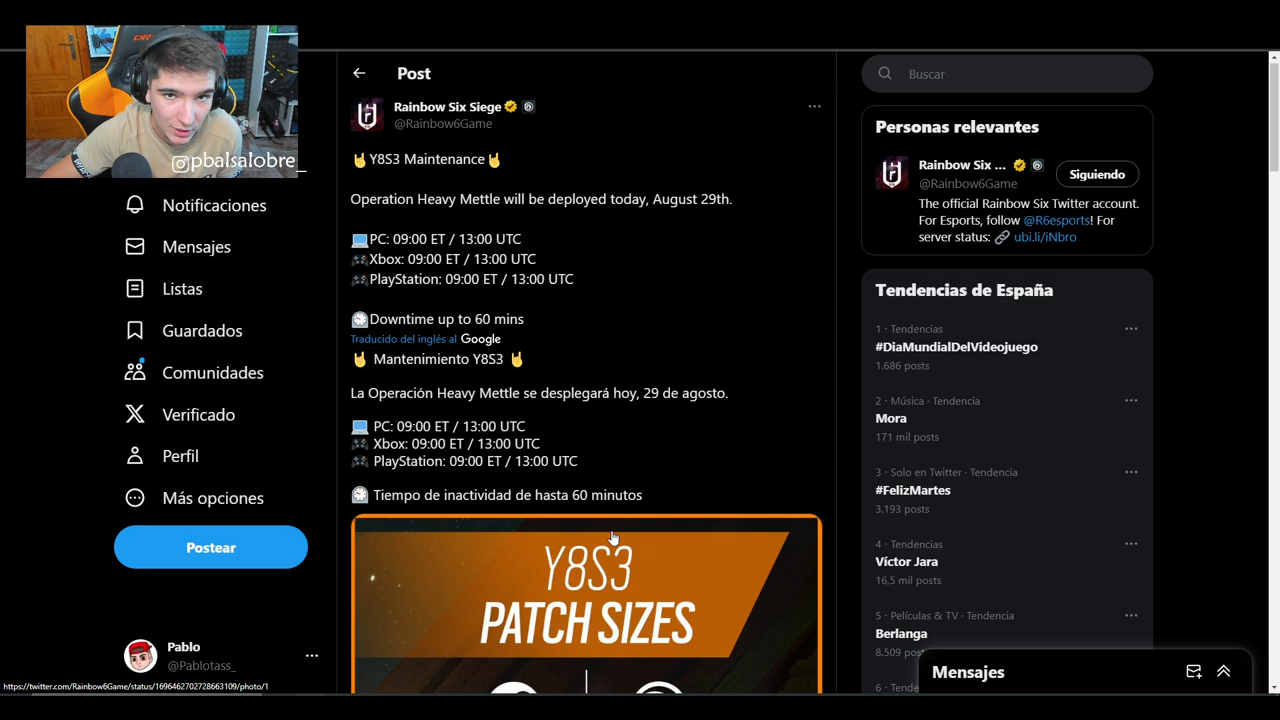 pbalsalobre_
Notificaciones
Mensajes
Listas
Guardados
Comunidades
Verificado
Perfil
Más opciones
Postear
Pablo
@Pablotass_
https://twitter.com/Rainbow6Game/status/1696462702728663109/photo/1
Post
Rainbow Six Siege
@Rainbow6Game
🤘Y8S3 Maintenance🤘
Operation Heavy Mettle will be deployed today, August 29th.
💻PC: 09:00 ET / 13:00 UTC
🎮Xbox: 09:00 ET / 13:00 UTC
🎮PlayStation: 09:00 ET / 13:00 UTC
⏲Downtime up to 60 mins
Traducido del inglés al Google
🤘 Mantenimiento Y8S3 🤘
La Operación Heavy Mettle se desplegará hoy, 29 de agosto.
💻 PC: 09:00 ET / 13:00 UTC
🎮 Xbox: 09:00 ET / 13:00 UTC
🎮 PlayStation: 09:00 ET / 13:00 UTC
⏲ Tiempo de inactividad de hasta 60 minutos
Y8S3
PATCH SIZES
Buscar
Personas relevantes
Rainbow Six ...
@Rainbow6Game
Siguiendo
The official Rainbow Six Twitter account.
For Esports, follow @R6esports! For
server status: 🔗 ubi.li/iNbro
Tendencias de España
1 · Tendencias
#DiaMundialDelVideojuego
1.686 posts
2 · Música · Tendencia
Mora
171 mil posts
3 · Solo en Twitter · Tendencia
#FelizMartes
3.193 posts
4 · Tendencias
Víctor Jara
16,5 mil posts
5 · Películas & TV · Tendencia
Berlanga
8.509 pos
6 · Tende
Mensajes